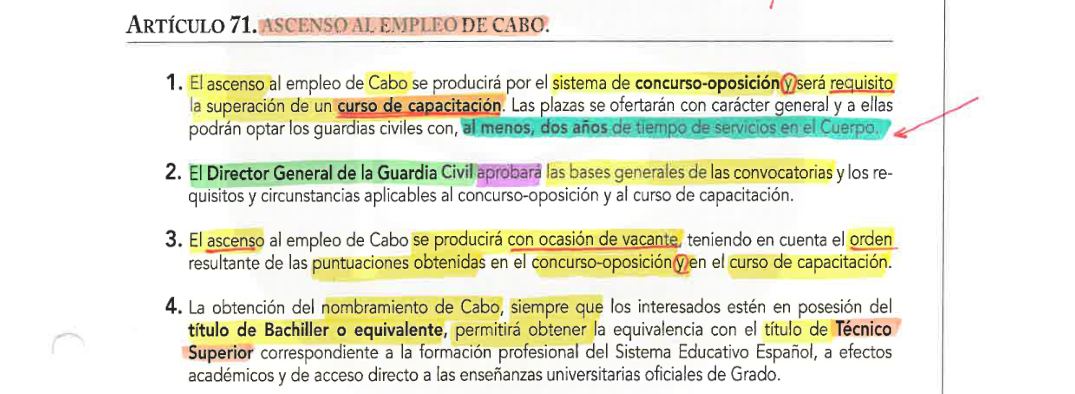 ARTÍCULO 71. ASCENSO AL EMPLEO DE CABO.
1. El ascenso al empleo de Cabo se producirá por el sistema de concurso-oposición y será requisito
la superación de un curso de capacitación. Las plazas se ofertarán con carácter general y a ellas
podrán optar los guardias civiles con, al menos, dos años de tiempo de servicios en el Cuerpo.
2. El Director General de la Guardia Civil aprobará las bases generales de las convocatorias y los re-
quisitos y circunstancias aplicables al concurso-oposición y al curso de capacitación.
3. El ascenso al empleo de Cabo se producirá con ocasión de vacante, teniendo en cuenta el orden
resultante de las puntuaciones obtenidas en el concurso-oposición y en el curso de capacitación.
4. La obtención del nombramiento de Cabo, siempre que los interesados estén en posesión del
título de Bachiller o equivalente, permitirá obtener la equivalencia con el título de Técnico
Superior correspondiente a la formación profesional del Sistema Educativo Español, a efectos
académicos y de acceso directo a las enseñanzas universitarias oficiales de Grado.